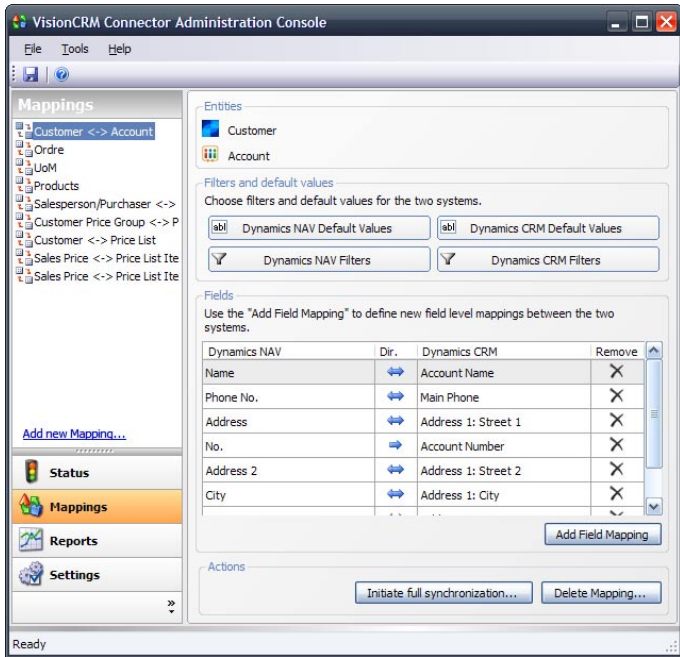 VisionCRM Connector Administration Console
File Tools Help
Mappings
Customer <-> Account
Ordre
UoM
Products
Salesperson/Purchaser <->
Customer Price Group <-> P
Customer <-> Price List
Sales Price <-> Price List Ite
Sales Price <-> Price List Ite
Add new Mapping...
Status
Mappings
Reports
Settings
Entities
Customer
Account
Filters and default values
Choose filters and default values for the two systems.
abl Dynamics NAV Default Values abl Dynamics CRM Default Values
Dynamics NAV Filters Dynamics CRM Filters
Fields
Use the "Add Field Mapping" to define new field level mappings between the two
systems.
Dynamics NAV Dir. Dynamics CRM Remove
Name Account Name
Phone No. Main Phone
Address Address 1: Street 1
No. Account Number
Address 2 Address 1: Street 2
City Address 1: City
Add Field Mapping
Actions
Initiate full synchronization... Delete Mapping...
Ready